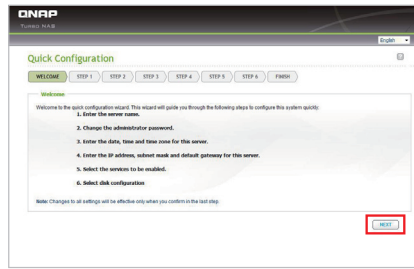 QNAP
TURBO NAS
English
Quick Configuration
WELCOME STEP 1 STEP 2 STEP 3 STEP 4 STEP 5 STEP 6 FINISH
Welcome
Welcome to the quick configuration wizard. This wizard will guide you through the following steps to configure this system quickly:
1. Enter the server name.
2. Change the administrator password.
3. Enter the date, time and time zone for this server.
4. Enter the IP address, subnet mask and default gateway for this server.
5. Select the services to be enabled.
6. Select disk configuration
Note: Changes to all settings will be effective only when you confirm in the last step.
NEXT